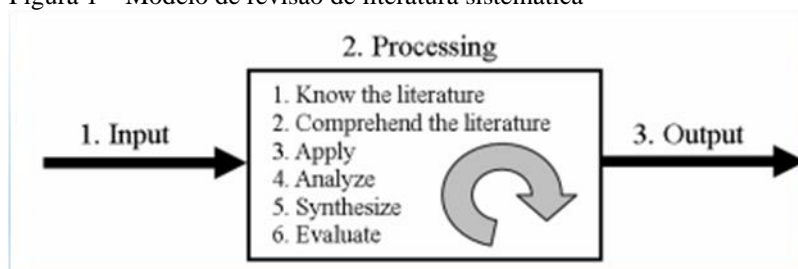 Figura 1 – Modelo de revisão de literatura sistemática
2. Processing
1. Input
1. Know the literature
2. Comprehend the literature
3. Apply
4. Analyze
5. Synthesize
6. Evaluate
3. Output